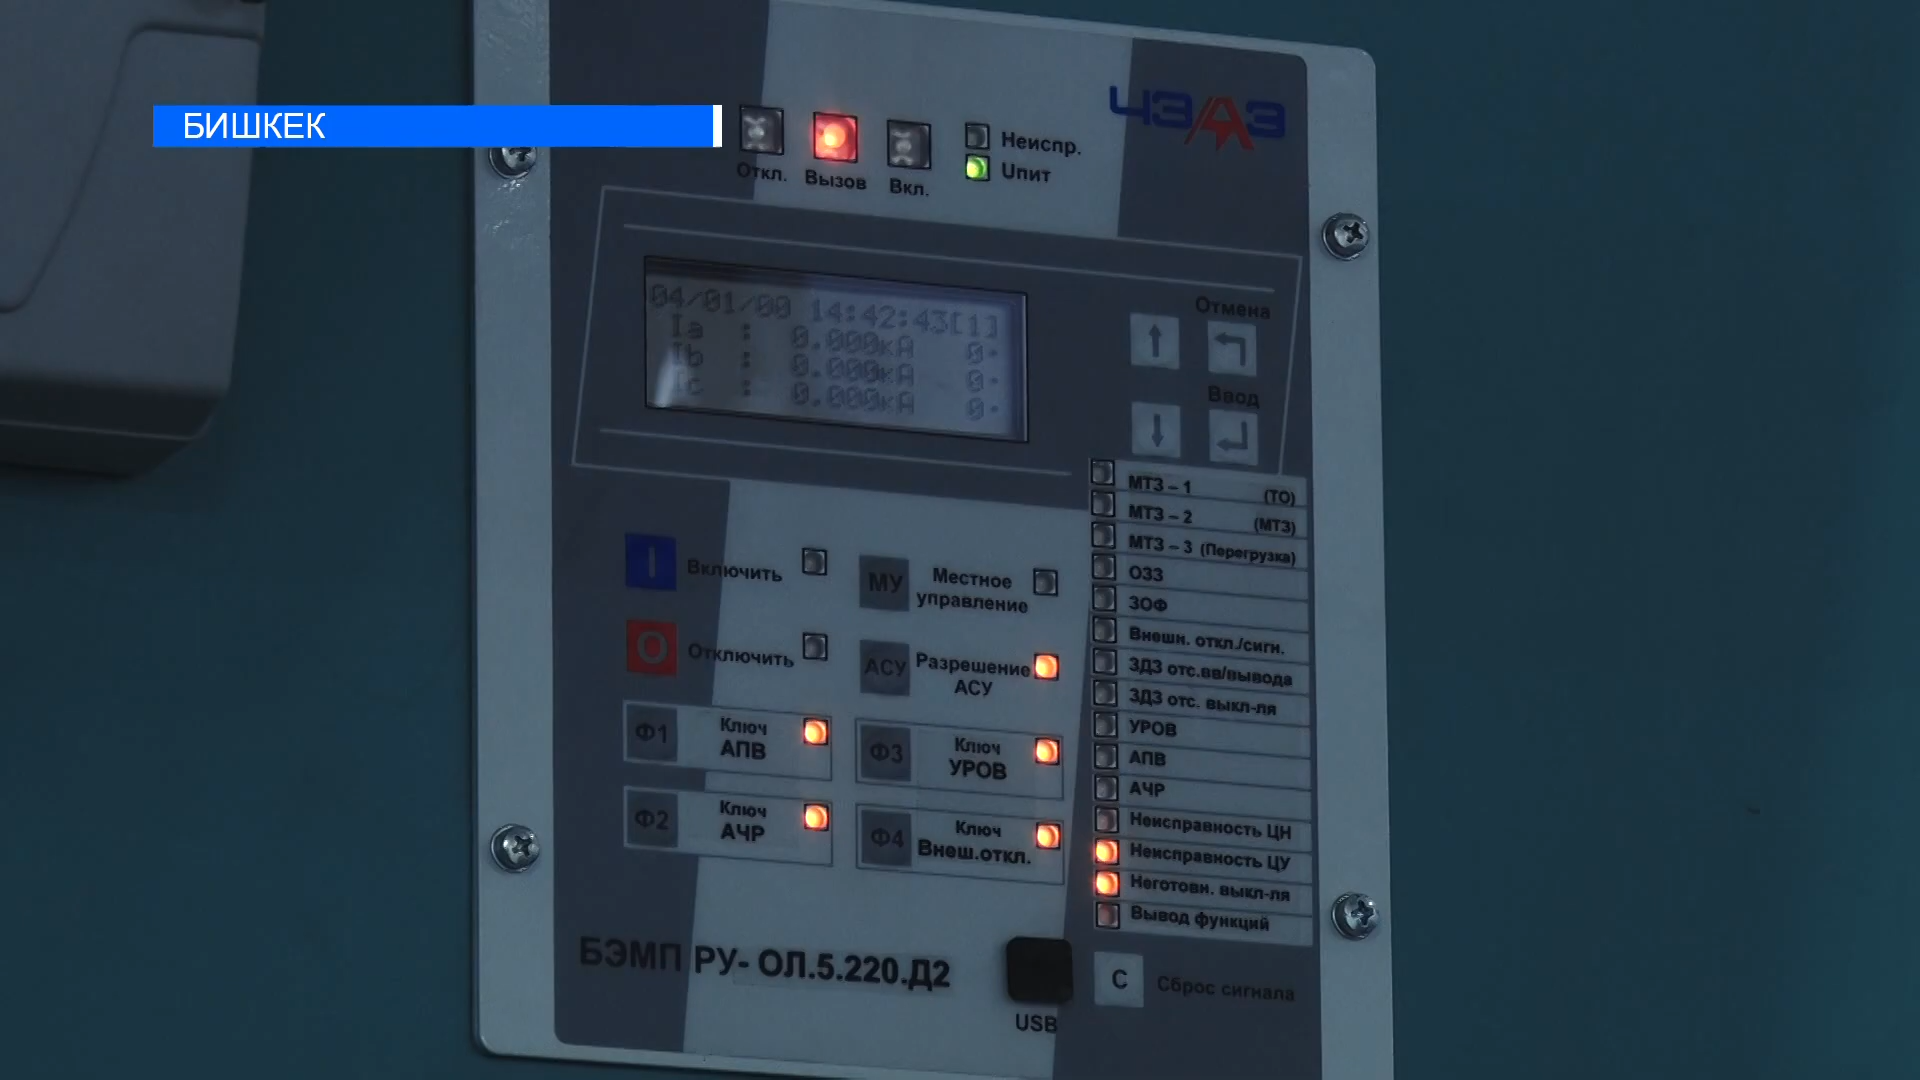 БИШКЕК
ЧЭАЗ
Откл.
Вызов
Вкл.
Неиспр.
Uпит
04/01/00 14:42:43[1]
Ia : 0.000кА 0°
Ib : 0.000кА 0°
Ic : 0.000кА 0°
Отмена
Ввод
I Включить
О Отключить
МУ Местное
управление
АСУ Разрешение
АСУ
Ф1 Ключ
АПВ
Ф2 Ключ
АЧР
Ф3 Ключ
УРОВ
Ф4 Ключ
Внеш.откл.
МТЗ – 1 (ТО)
МТЗ – 2 (МТЗ)
МТЗ – 3 (Перегрузка)
ОЗЗ
ЗОФ
Внешн. откл./сигн.
ЗДЗ отс.вв/вывода
ЗДЗ отс. выкл-ля
УРОВ
АПВ
АЧР
Неисправность ЦН
Неисправность ЦУ
Неготовн. выкл-ля
Вывод функций
БЭМП РУ- ОЛ.5.220.Д2
USB
С Сброс сигнала